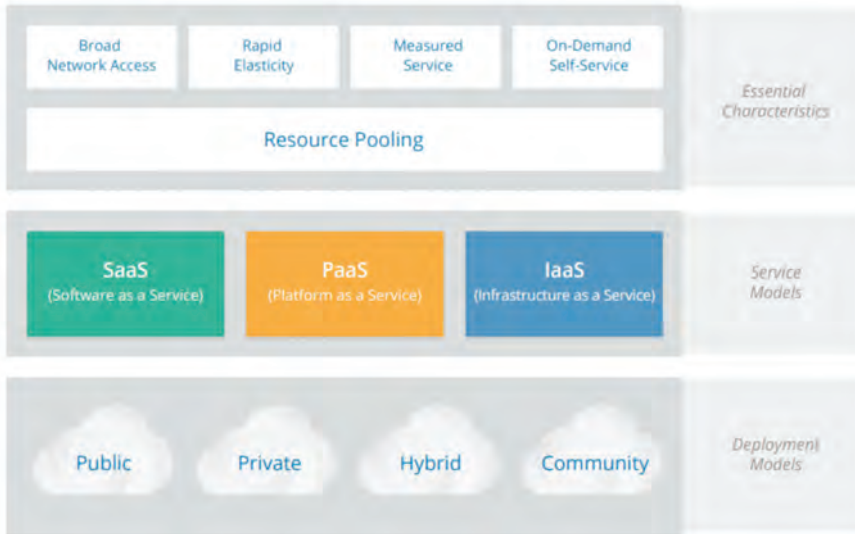 Broad
Network Access
Rapid
Elasticity
Measured
Service
On-Demand
Self-Service
Resource Pooling
Essential
Characteristics
SaaS
(Software as a Service)
PaaS
(Platform as a Service)
IaaS
(Infrastructure as a Service)
Service
Models
Public
Private
Hybrid
Community
Deployment
Models